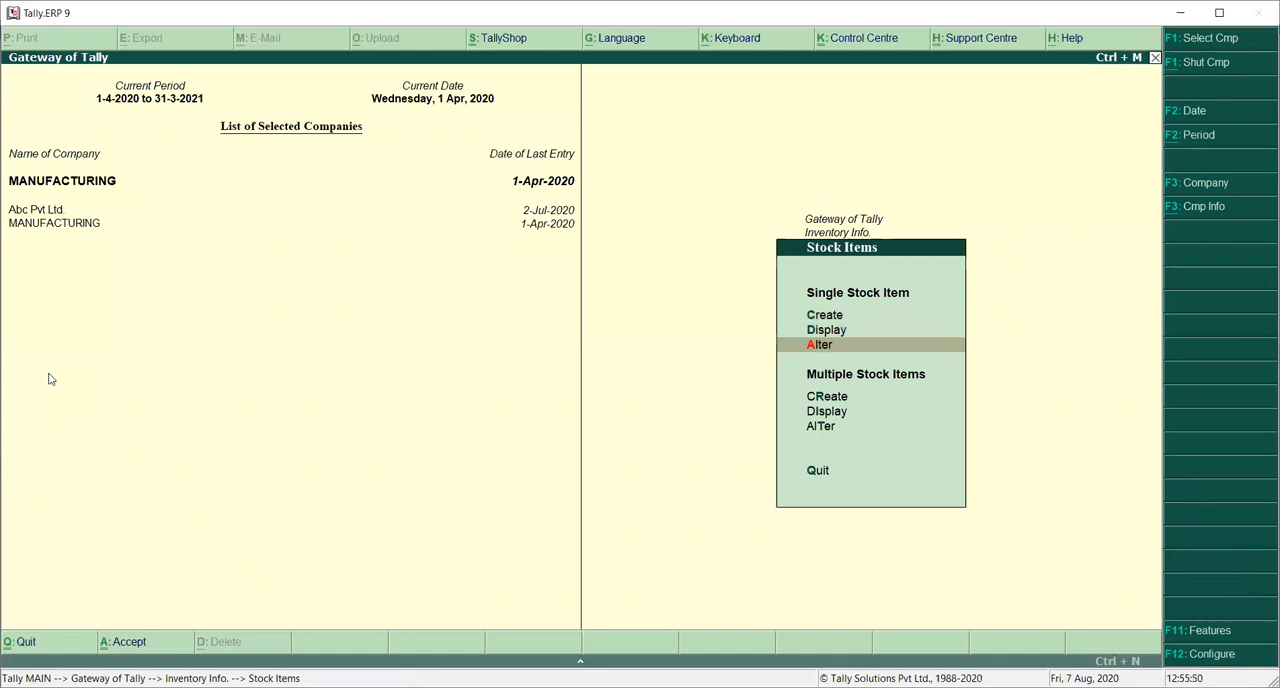 Tally.ERP 9
P: Print E: Export M: E-Mail O: Upload S: TallyShop G: Language K: Keyboard K: Control Centre H: Support Centre H: Help
Gateway of Tally Ctrl + M
Current Period Current Date
1-4-2020 to 31-3-2021 Wednesday, 1 Apr, 2020
List of Selected Companies
Name of Company Date of Last Entry
MANUFACTURING 1-Apr-2020
Abc Pvt Ltd. 2-Jul-2020
MANUFACTURING 1-Apr-2020
Gateway of Tally
Inventory Info.
Stock Items
Single Stock Item
Create
Display
Alter
Multiple Stock Items
CReate
DIsplay
AlTer
Quit
F1: Select Cmp
F1: Shut Cmp
F2: Date
F2: Period
F3: Company
F3: Cmp Info
F11: Features
F12: Configure
Q: Quit A: Accept D: Delete
Ctrl + N
Tally MAIN --> Gateway of Tally --> Inventory Info. --> Stock Items © Tally Solutions Pvt Ltd., 1988-2020 Fri, 7 Aug, 2020 12:55:50